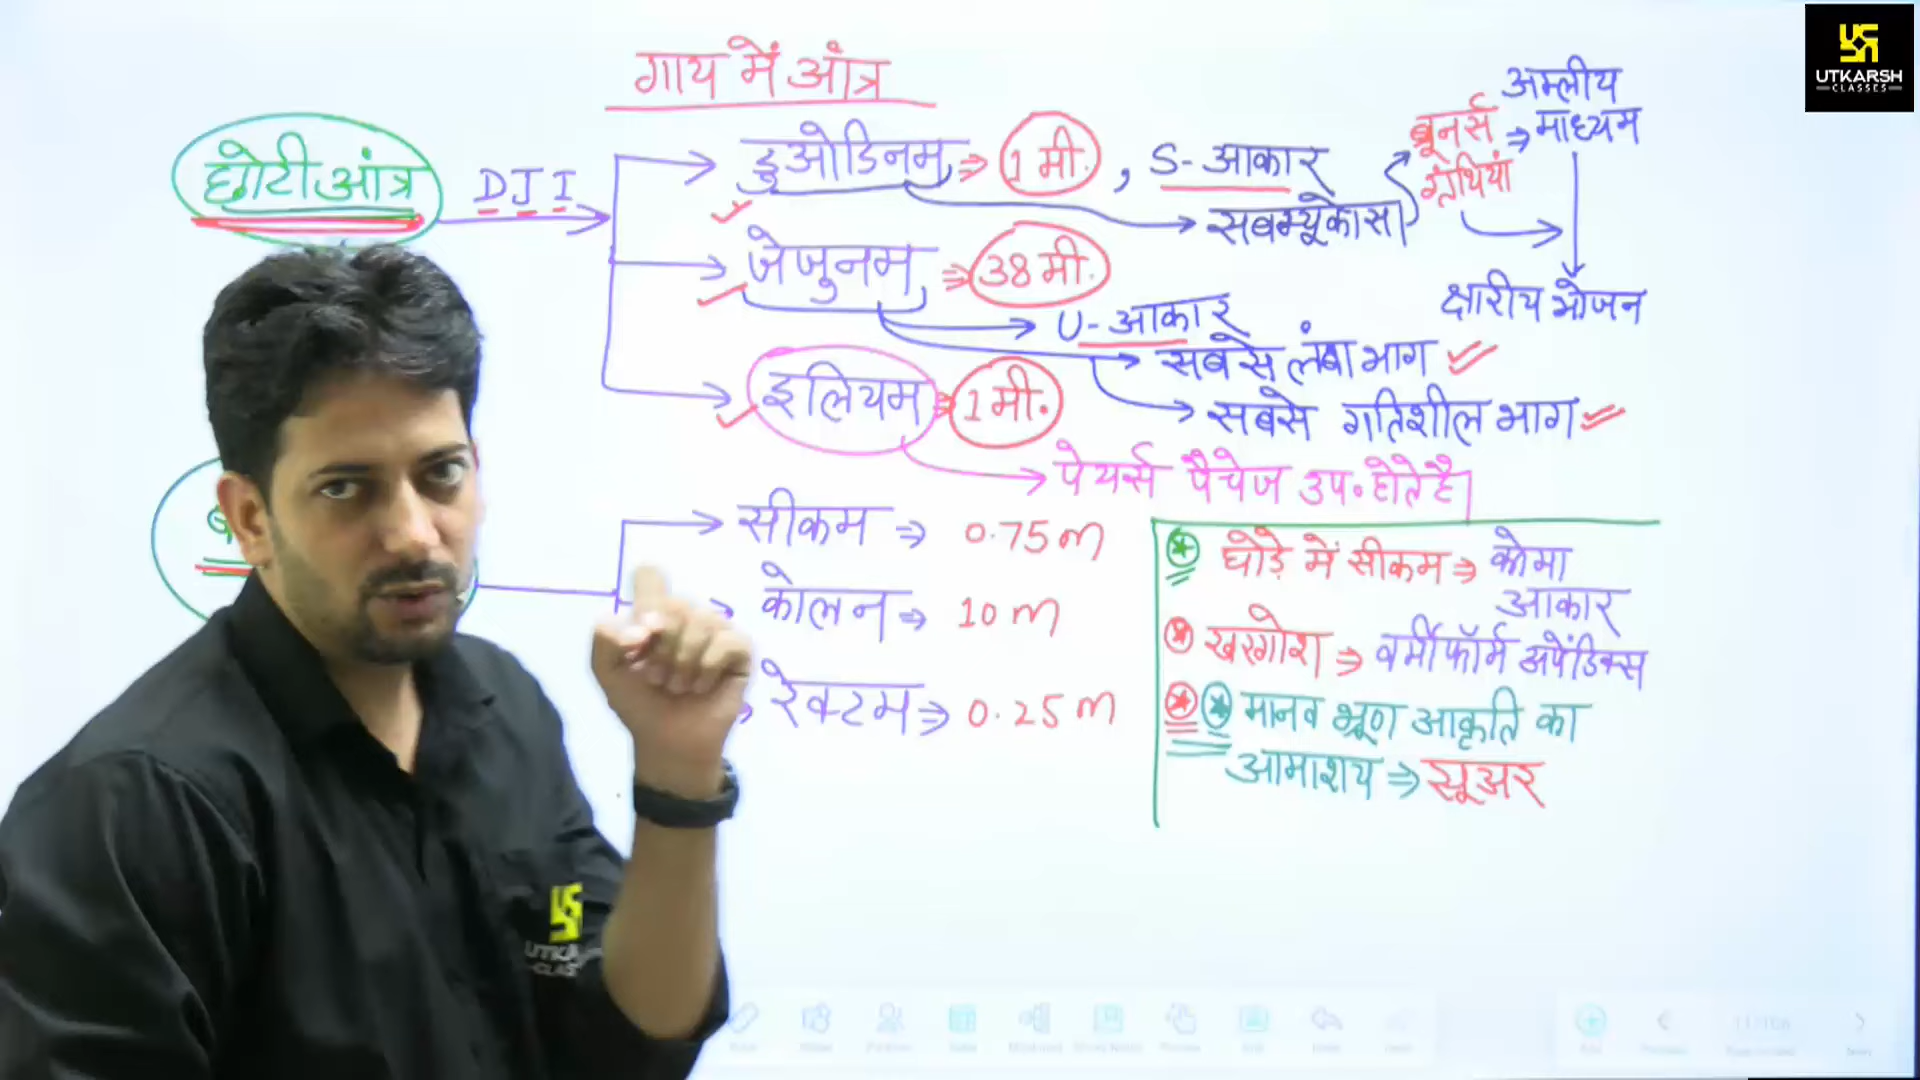 गाय में आंत्र
UTKARSH
CLASSES
छोटी आंत्र
DJI
डुओडिनम ⇒ 1 मी. , S-आकार
सबम्यूकोसा
ब्रूनर्स ग्रंथियां ⇒ अम्लीय माध्यम
क्षारीय भोजन
जेजुनम ⇒ 38 मी.
U-आकार
सबसे लंबा भाग
सबसे गतिशील भाग
इलियम ⇒ 1 मी.
पेयर्स पैचेज उप. होते है।
सीकम ⇒ 0.75 m
कोलन ⇒ 10 m
रेक्टम ⇒ 0.25 m
घोड़े में सीकम ⇒ कोमा
आकार
खरगोश ⇒ वर्मीफॉर्म अपेंडिक्स
मानव भ्रूण आकृति का
आमाशय ⇒ सूअर